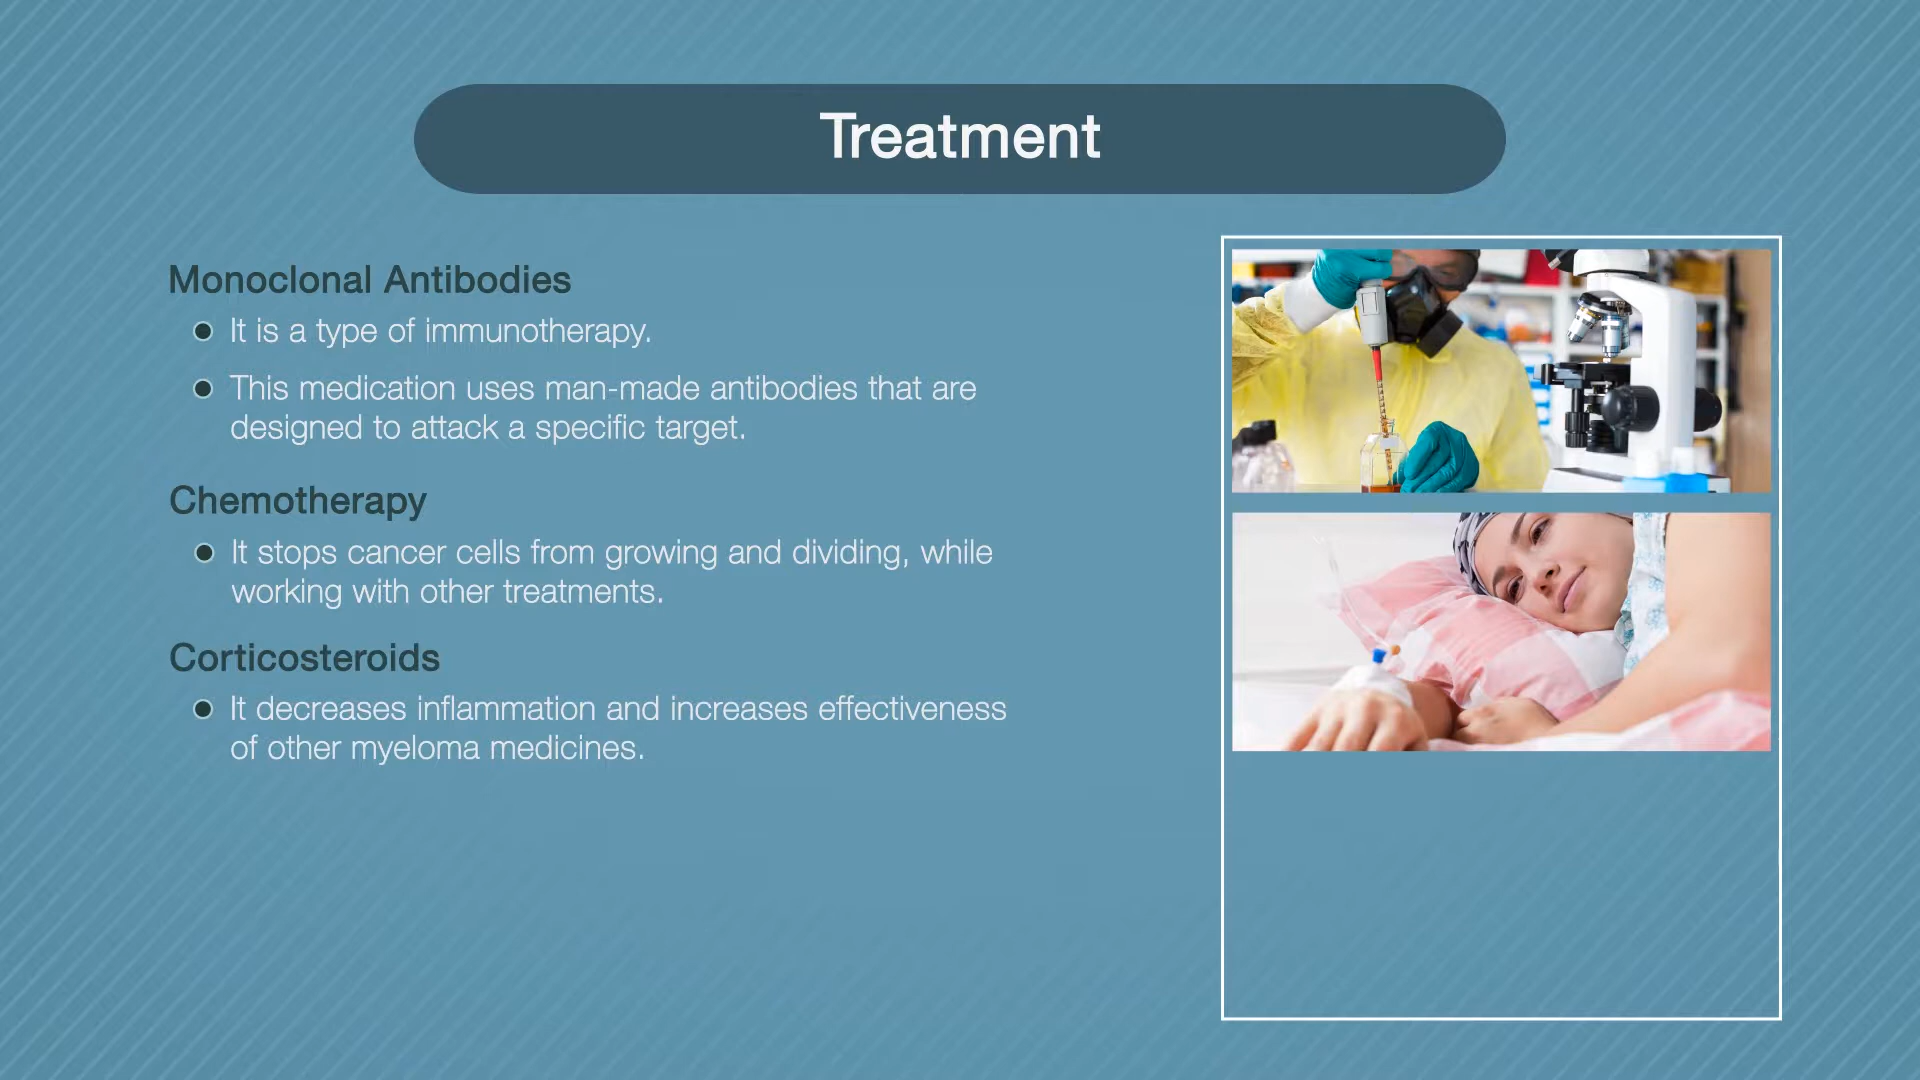 Treatment
Monoclonal Antibodies
It is a type of immunotherapy.
This medication uses man-made antibodies that are
designed to attack a specific target.
Chemotherapy
It stops cancer cells from growing and dividing, while
working with other treatments.
Corticosteroids
It decreases inflammation and increases effectiveness
of other myeloma medicines.